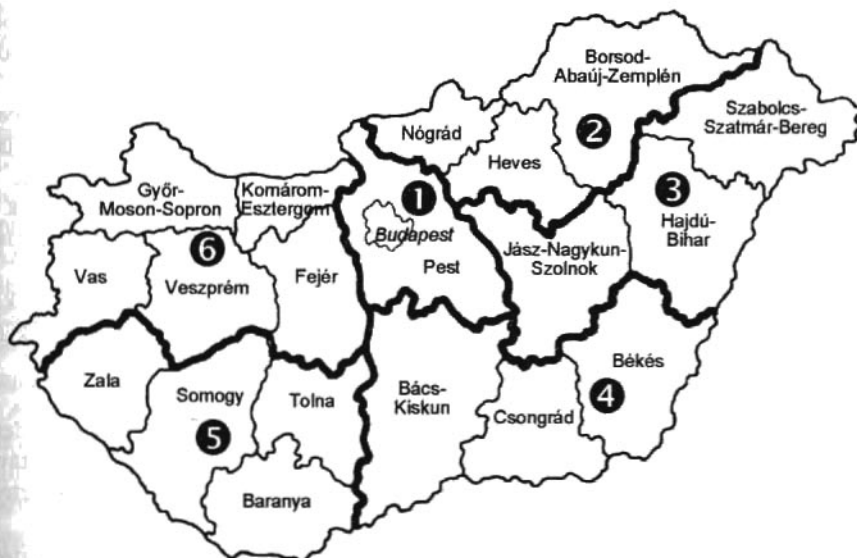 Borsod-
Abaúj-Zemplén
Szabolcs-
Szatmár-Bereg
Nógrád
2
Heves
Győr-
Moson-Sopron
Komárom-
Esztergom
1
3
Hajdú-
Bihar
Budapest
6
Jász-Nagykun-
Szolnok
Vas
Veszprém
Fejér
Pest
Zala
Somogy
Tolna
Bács-
Kiskun
Békés
4
Csongrád
5
Baranya